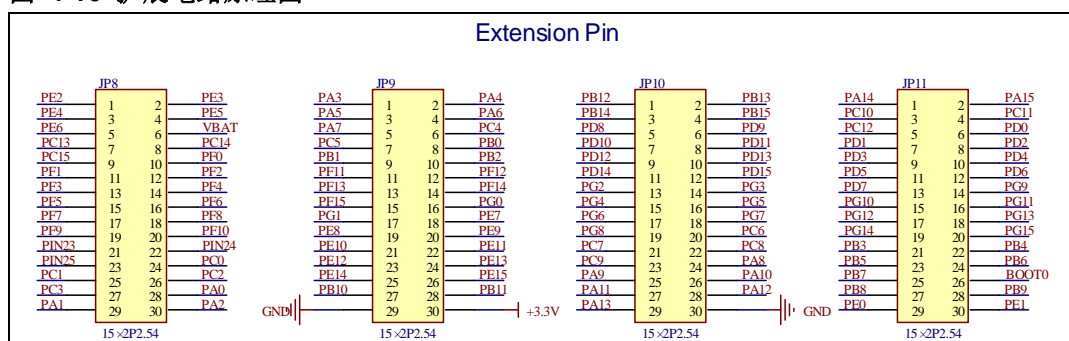 Extension Pin
JP8
PE2 1 2 PE3
PE4 3 4 PE5
PE6 5 6 VBAT
PC13 7 8 PC14
PC15 9 10 PF0
PF1 11 12 PF2
PF3 13 14 PF4
PF5 15 16 PF6
PF7 17 18 PF8
PF9 19 20 PF10
PIN23 21 22 PIN24
PIN25 23 24 PC0
PC1 25 26 PC2
PC3 27 28 PA0
PA1 29 30 PA2
15×2P2.54
JP9
PA3 1 2 PA4
PA5 3 4 PA6
PA7 5 6 PC4
PC5 7 8 PB0
PB1 9 10 PB2
PF11 11 12 PF12
PF13 13 14 PF14
PF15 15 16 PG0
PG1 17 18 PE7
PE8 19 20 PE9
PE10 21 22 PE11
PE12 23 24 PE13
PE14 25 26 PE15
PB10 27 28 PB11
GND 29 30 +3.3V
15×2P2.54
JP10
PB12 1 2 PB13
PB14 3 4 PB15
PD8 5 6 PD9
PD10 7 8 PD11
PD12 9 10 PD13
PD14 11 12 PD15
PG2 13 14 PG3
PG4 15 16 PG5
PG6 17 18 PG7
PG8 19 20 PC6
PC7 21 22 PC8
PC9 23 24 PA8
PA9 25 26 PA10
PA11 27 28 PA12
PA13 29 30 GND
15×2P2.54
JP11
PA14 1 2 PA15
PC10 3 4 PC11
PC12 5 6 PD0
PD1 7 8 PD2
PD3 9 10 PD4
PD5 11 12 PD6
PD7 13 14 PG9
PG10 15 16 PG11
PG12 17 18 PG13
PG14 19 20 PG15
PB3 21 22 PB4
PB5 23 24 PB6
PB7 25 26 BOOT0
PB8 27 28 PB9
PE0 29 30 PE1
15×2P2.54